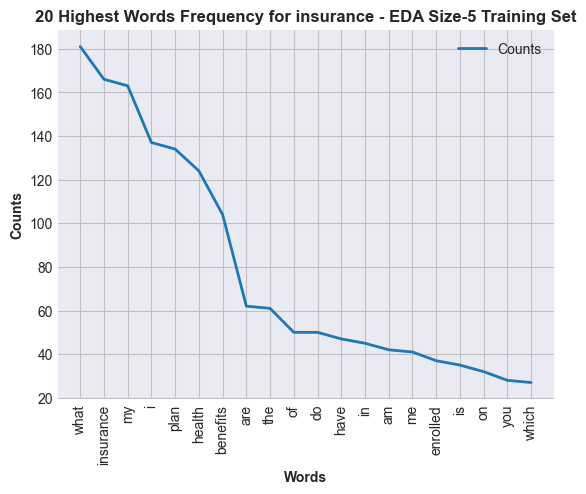 20 Highest Words Frequency for insurance - EDA Size-5 Training Set
Counts
180
160
140
120
100
80
60
40
20
Counts
what
insurance
my
i
plan
health
benefits
are
the
of
do
have
in
am
me
enrolled
is
on
you
which
Words